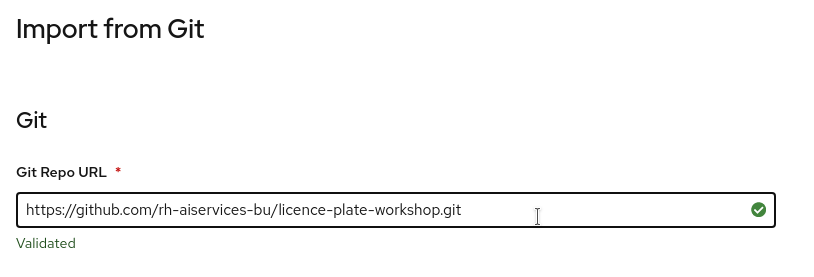 Import from Git
Git
Git Repo URL *
https://github.com/rh-aiservices-bu/licence-plate-workshop.git
Validated